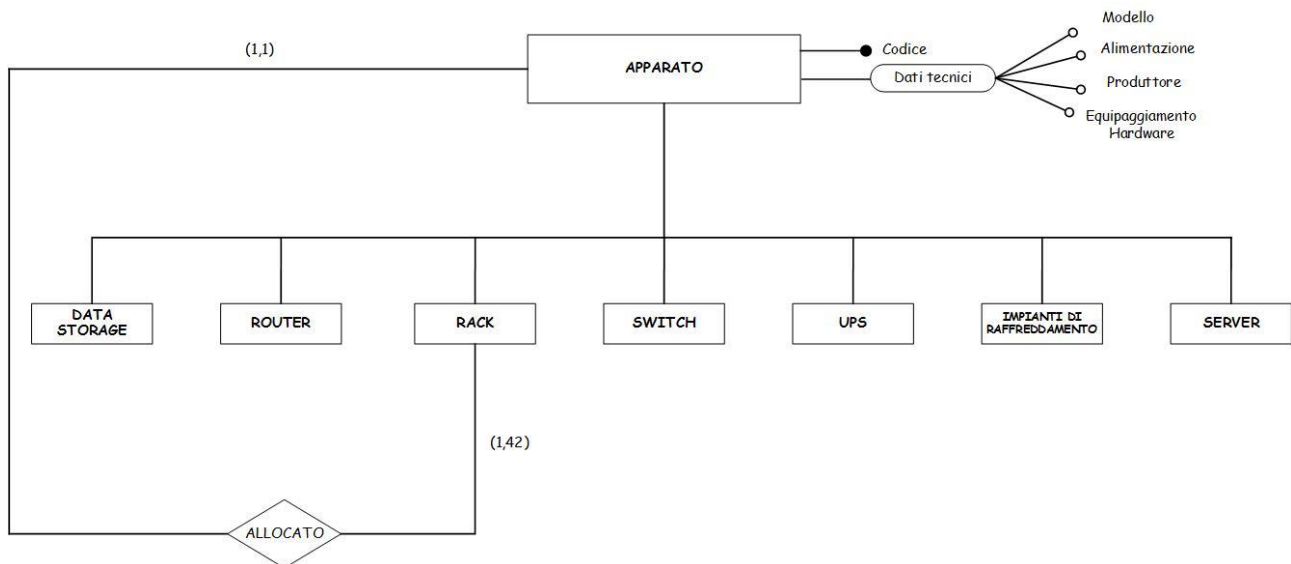 Modello
(1,1)
Codice
Alimentazione
APPARATO
Dati tecnici
Produttore
Equipaggiamento
Hardware
DATA
STORAGE
ROUTER
RACK
SWITCH
UPS
IMPIANTI DI
RAFFREDDAMENTO
SERVER
(1,42)
ALLOCATO